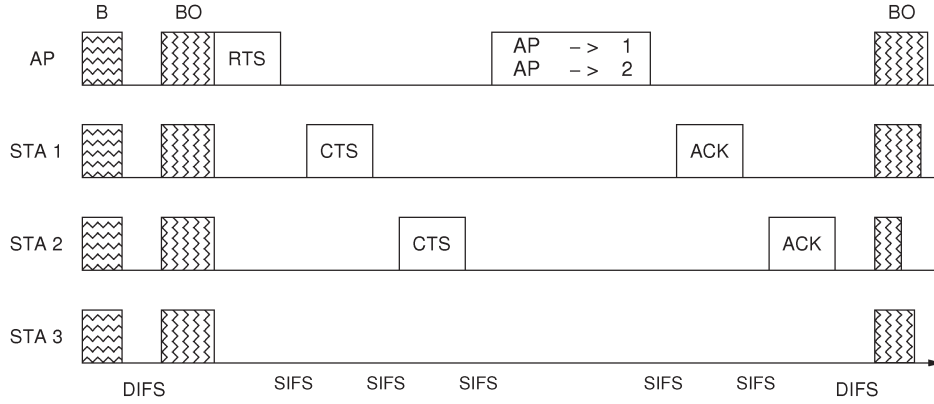 B BO BO
AP RTS AP –> 1
AP –> 2
STA 1 CTS ACK
STA 2 CTS ACK
STA 3
DIFS SIFS SIFS SIFS SIFS SIFS DIFS